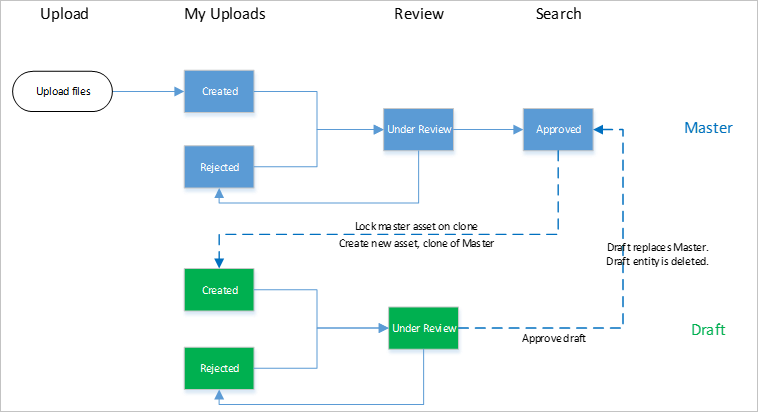 Upload
My Uploads
Review
Search
Upload files
Created
Under Review
Approved
Master
Rejected
Lock master asset on clone
Create new asset, clone of Master
Draft replaces Master.
Draft entity is deleted.
Created
Under Review
Approve draft
Draft
Rejected